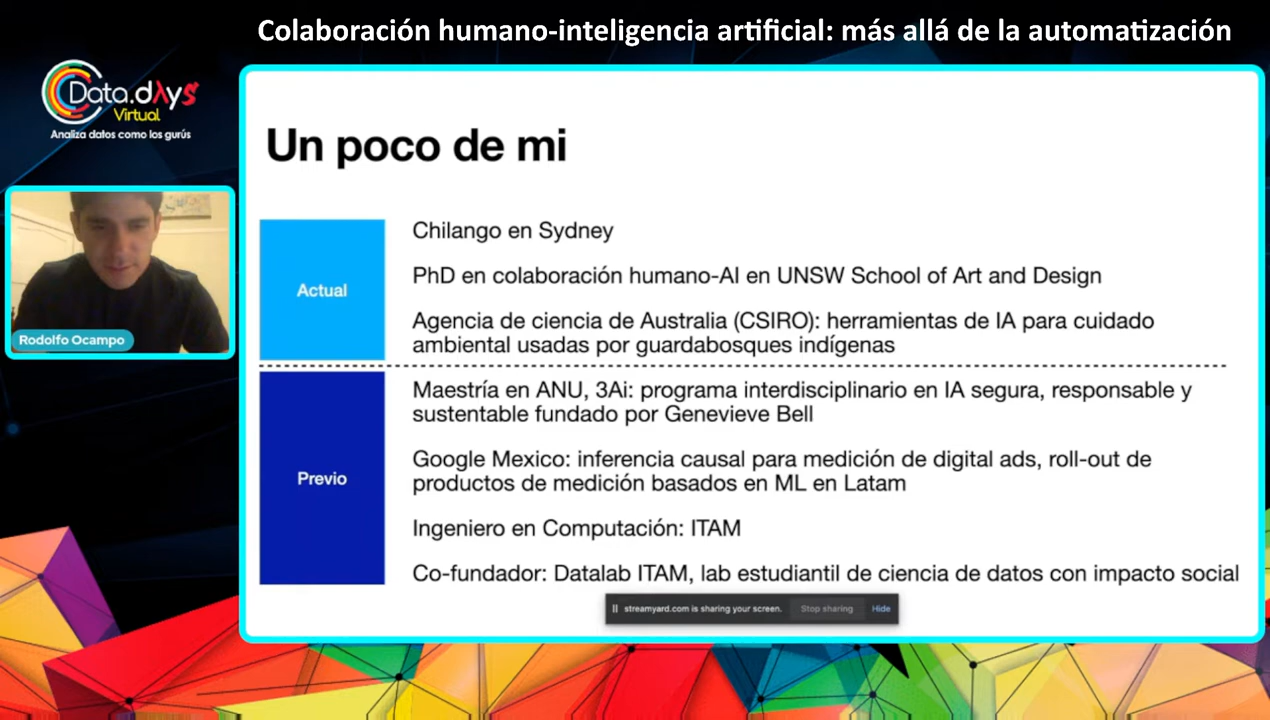 Colaboración humano-inteligencia artificial: más allá de la automatización
Data.dλys
Virtual
Analiza datos como los gurús
Rodolfo Ocampo
Un poco de mi
Actual
Chilango en Sydney
PhD en colaboración humano-AI en UNSW School of Art and Design
Agencia de ciencia de Australia (CSIRO): herramientas de IA para cuidado
ambiental usadas por guardabosques indígenas
Previo
Maestría en ANU, 3Ai: programa interdisciplinario en IA segura, responsable y
sustentable fundado por Genevieve Bell
Google Mexico: inferencia causal para medición de digital ads, roll-out de
productos de medición basados en ML en Latam
Ingeniero en Computación: ITAM
Co-fundador: Datalab ITAM, lab estudiantil de ciencia de datos con impacto social
streamyard.com is sharing your screen. Stop sharing Hide